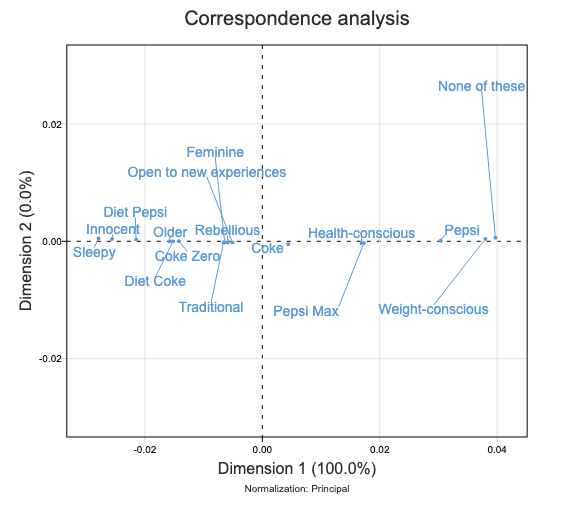 Correspondence analysis
None of these
0.02
Feminine
Open to new experiences
Diet Pepsi
Innocent
Older
Rebellious
Health-conscious
Pepsi
0.00
Sleepy
Coke Zero
Coke
Diet Coke
Traditional
Pepsi Max
Weight-conscious
-0.02
Dimension 2 (0.0%)
-0.02
0.00
0.02
0.04
Dimension 1 (100.0%)
Normalization: Principal